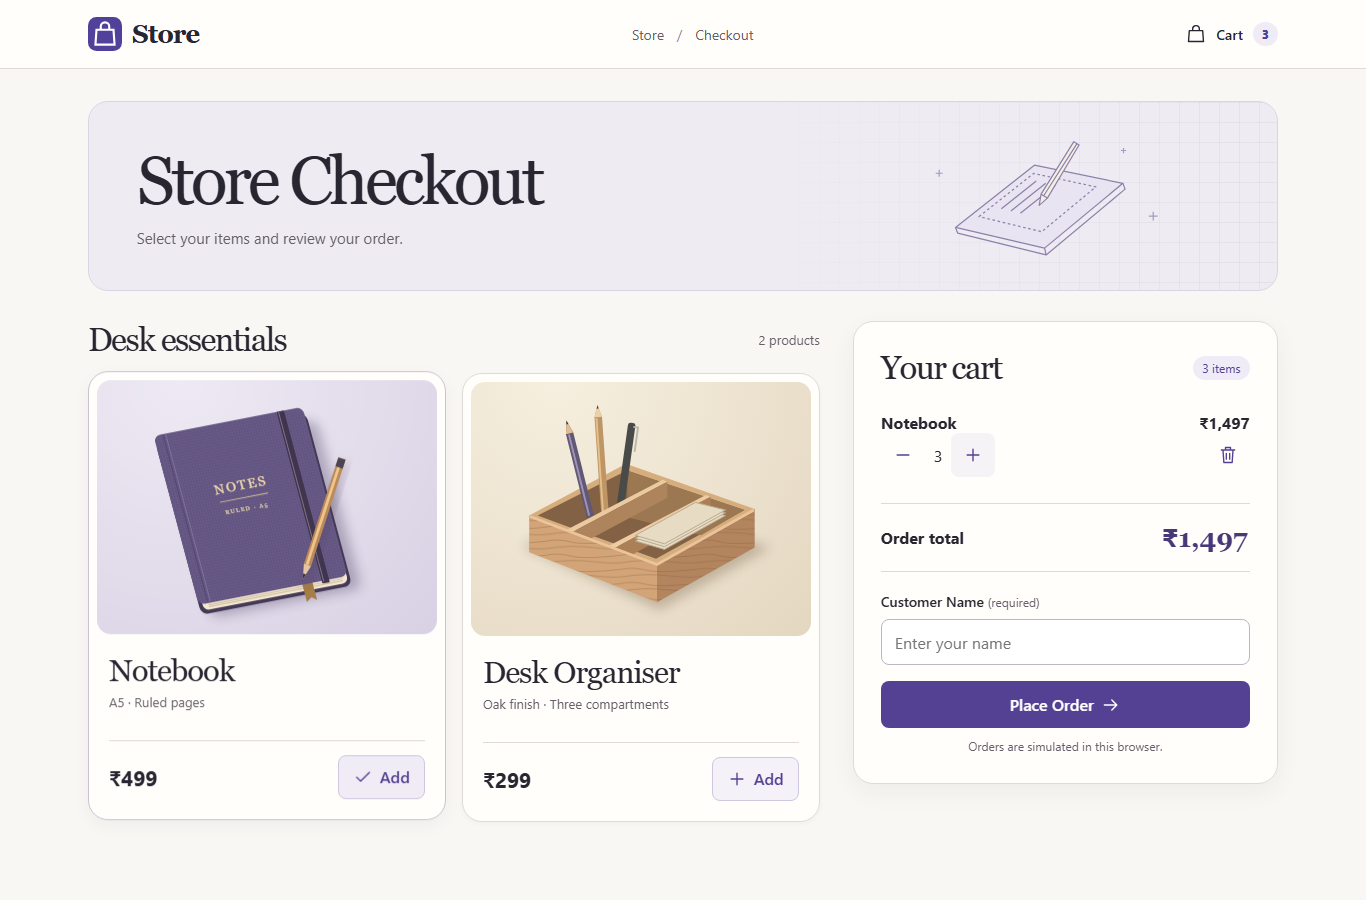 Store
Store / Checkout
Cart 3
Store Checkout
Select your items and review your order.
Desk essentials
2 products
NOTES
RULED · A5
Notebook
A5 · Ruled pages
₹499
Add
Desk Organiser
Oak finish · Three compartments
₹299
Add
Your cart
3 items
Notebook
₹1,497
3
Order total
₹1,497
Customer Name (required)
Enter your name
Place Order
Orders are simulated in this browser.